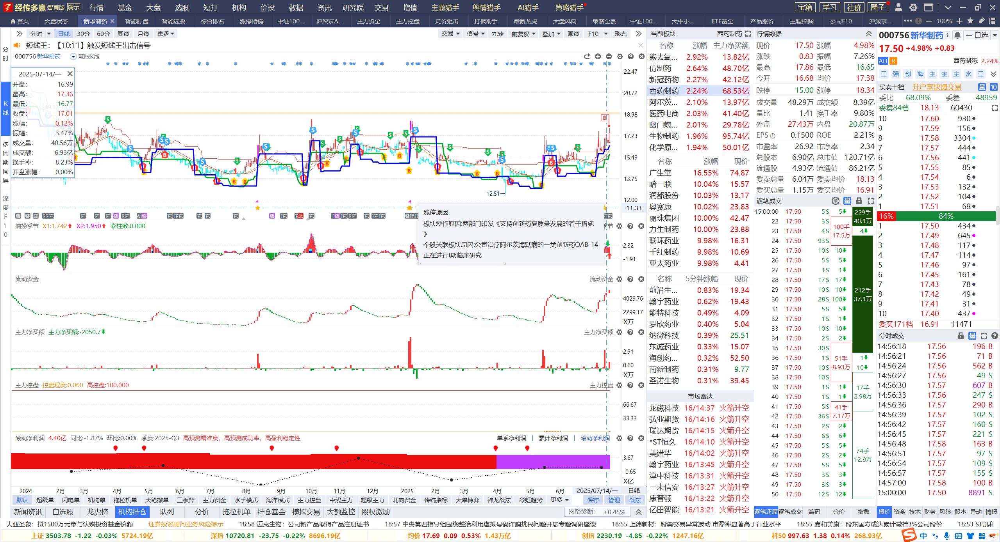 经传多赢 智尊版 演示 行情 基金 大盘 选股 短打 机构 价投 数据 资讯 研究院 交易 增值 主题猎手 舆情猎手 AI猎手 策略猎手 宝箱 学习 社群 圈子
首页 大盘状态 新华制药 智能盯盘 智能选股 综合排名 涨停棱镜 中证100... 沪深京A... 主力资金 主力控盘 竞价狙击 打板助手 最新龙虎 大盘风向 策略全景 中证100... 大中小... ETF基金 产品涨价 主题挖掘 公司F10 沪深京... 100%
分时 日线 30分 60分 周线 月线 更多 交易 信号 九转 前复权 叠加 画线 F10 形态
短线王：【10:11】触发短线王出击信号
000756 新华制药 慧眼K线
分时
K线
多周期同屏
深度F10
2025-07-14/一
开盘: 16.99
最高: 17.36
最低: 16.77
收盘: 17.01
涨幅: 0.12%
振幅: 3.47%
成交量: 40.56万
成交额: 6.93亿
换手率: 8.23%
开盘涨幅: 0.00%
22.47
20.72
18.98
17.23
15.49
13.75
12.00
11.33
12.51→
涨停原因
板块炒作原因:两部门印发《支持创新药高质量发展的若干措施
》
个股关联板块原因:公司治疗阿尔茨海默病的一类创新药OAB-14
正在进行I期临床研究
捕捞季节 X1:1.742 X2:1.950 彩柱数:0.000
2.32
-1.91
流动资金 流动资金
4029.76
2299.17
X万
主力净买额 主力净买额:-2050.7 主力净买额
2.91
0.60
X万
主力控盘 控盘程度:0.000 高控盘:100.000 主力控盘
66.67
33.33
滚动净利润 4.40亿 同比:-1.87% 环比:0.00% 季度:2025-Q3 高预测精准度，高预测成功率，高盈利稳定性 单季净利润 累计净利润 滚动净利润
3.67
-0.65
X亿
2024 2月 3月 4月 5月 6月 7月 8月 9月 10月 11月 12月 2025 2月 3月 4月 5月 6月 2025/07/14/一 日线
默认 超级单 闪电单 机构单 拖拉机单 大笔撤单 三板斧 主力资金 水手模式 海洋模式 主力控盘 中线主力 超级主力 北向资金 传统指标 大单博弈 神龙战法 彩虹趋势 更多 保存 管理 战法
新闻资讯 自选股 龙虎榜 机构持仓 队列 分价 拖拉机单 持仓基金 模拟交易 大额监控 股权激励 网格诊断: +0.45%
当前板块 西药制药
名称 涨幅 主力净买额
熊去氧... 2.92% 13.82亿
仿制药 2.64% 48.70亿
新冠药物 2.27% 42.12亿
西药制药 2.24% 68.53亿
阿尔茨... 2.10% 13.97亿
医药电商 2.03% 41.40亿
幽门螺... 2.01% 29.78亿
生物制药 1.96% 95.74亿
化学原... 1.94% 50.01亿
名称 涨幅 现价
广生堂 16.55% 74.87
哈三联 10.04% 15.57
润都股份 10.03% 13.17
奥赛康 10.02% 23.83
丽珠集团 10.00% 42.47
力生制药 10.00% 23.88
联环药业 9.98% 16.31
千红制药 9.98% 10.69
亚太药业 9.98% 4.41
名称 5分钟涨幅 现价
前沿生... 0.83% 19.34
翰宇药业 0.62% 19.43
能特科技 0.49% 4.09
罗欣药业 0.40% 5.04
纳微科技 0.39% 25.51
东诚药业 0.33% 15.07
海创药... 0.32% 52.50
南新制药 0.31% 9.77
圣诺生物 0.31% 39.45
市场雷达
龙磁科技 16/14:37 火箭升空
弘业期货 16/14:16 火箭升空
瑞达期货 16/14:15 火箭升空
*ST恒久 16/14:10 火箭升空
美诺华 16/14:02 火箭升空
翰宇药业 16/13:45 火箭升空
淳中科技 16/13:31 火箭升空
三未信安 16/13:27 火箭升空
康普顿 16/13:22 火箭升空
亿田智能 16/13:21 火箭升空
行情数据
现价 17.50 涨幅 4.98%
涨跌 0.83 振幅 7.26%
最高 17.86 最低 16.65
今开 16.68 均价 17.38
跌停 15.00 涨停 18.34
成交量 48.29万 成交额 8.39亿
量比 1.41 换手率 9.80%
外盘 27.43万 内盘 20.87万
EPS① 0.1500 ROE 2.21%
市盈率 26.92 市净率 2.34
总股本 6.90亿 总市值 120.71亿
流通股 4.93亿 流通值 86.21亿
委卖总量 6.04万 委卖均价 18.13
委买总量 1.15万 委买均价 16.91
逐笔成交 单 量
15:00:00 17.50 5 S 5
22 17.50 3 S
23 17.50 4 S 4
24 17.50 93 S
25 17.50 10 S 10
26 17.50 5 S 5
27 17.50 1 S 1
28 17.50 17 S 17
29 17.50 10 S 10
30 17.50 28 S 100
31 17.50 5 S 5
32 17.50 1 S 1
33 17.50 10 S 10
34 17.50 2 S 2
35 17.50 30 S
36 17.50 1 S 1
37 17.50 10 S 10
38 17.50 10 S
39 17.50 1 S 1
40 17.50 1 S 1
41 17.50 5 S
42 17.50 36 S
43 17.50 2 S 2
44 17.50 6 S 6
45 17.50 5 S 5
46 17.50 2 S 2
47 17.50 5 S 5
48 17.50 3 S 3
49 17.50 3 S 3
50 17.50 12 S 12
100手
17.5万
51手
8.93万
41手
7.17万
229手
40.1万
212手
37.1万
17手
2.98万
74手
12.9万
逐笔还原 逐笔成交 筹码 分价 指数
000756 新华制药 自选
17.50 +4.98% +0.83
AH R 西药制药: 2.24%
三 强 创 海 主 主 主 水 三
买卖十档 开户享快捷交易 量 10
委比 -68.09% 委差 -48959
委卖84档 18.13 60430
10 17.60 930
9 17.59 156
8 17.58 3304
7 17.57 444
6 17.56 441
5 17.55 85
4 17.54 6
3 17.53 132
2 17.52 104
1 17.51 69
16% 84%
1 17.50 434
2 17.49 645
3 17.48 117
4 17.47 114
5 17.46 97
6 17.45 161
7 17.43 78
8 17.42 49
9 17.41 31
10 17.40 437
委买171档 16.91 11471
分时成交 量
14:56:18 17.56 196 B
14:56:21 17.56 71 B
14:56:24 17.56 562 B
14:56:27 17.56 49 S
14:56:30 17.57 607 B
14:56:33 17.56 247 S
14:56:36 17.57 290 B
14:56:39 17.57 102 S
14:56:42 17.57 160 S
14:56:45 17.57 221 S
14:56:48 17.58 163 B
14:56:51 17.57 97 S
14:56:54 17.57 109 S
14:56:57 17.57 155 S
14:57:00 17.58 100 B
15:00:00 17.50 8891 S
报价 资金 技术 财务 风险 股本 异动 情报
大亚圣象：拟1500万元参与认购投资基金份额 证券投资顾问业务风险提示 18:58 迈克生物：公司新产品取得产品注册证书 18:57 中央第四指导组围绕整治利用虚拟号码诈骗扰民问题开展专题调研座谈 18:55 上纬新材：股票交易异常波动 市盈率显著高于行业水平 18:55 嘉和美康：股东国寿成达累计减持3%公司股份 18:53 ST凯利
上证 3503.78 -1.22 -0.03% 5724.19亿 深指 10720.81 -23.75 -0.22% 8696.19亿 均价 17.69 0.09 0.53% 1.43万亿 创指 2230.19 -4.85 -0.22% 1247.16亿 科50 997.63 1.38 0.14% 268.93亿 中